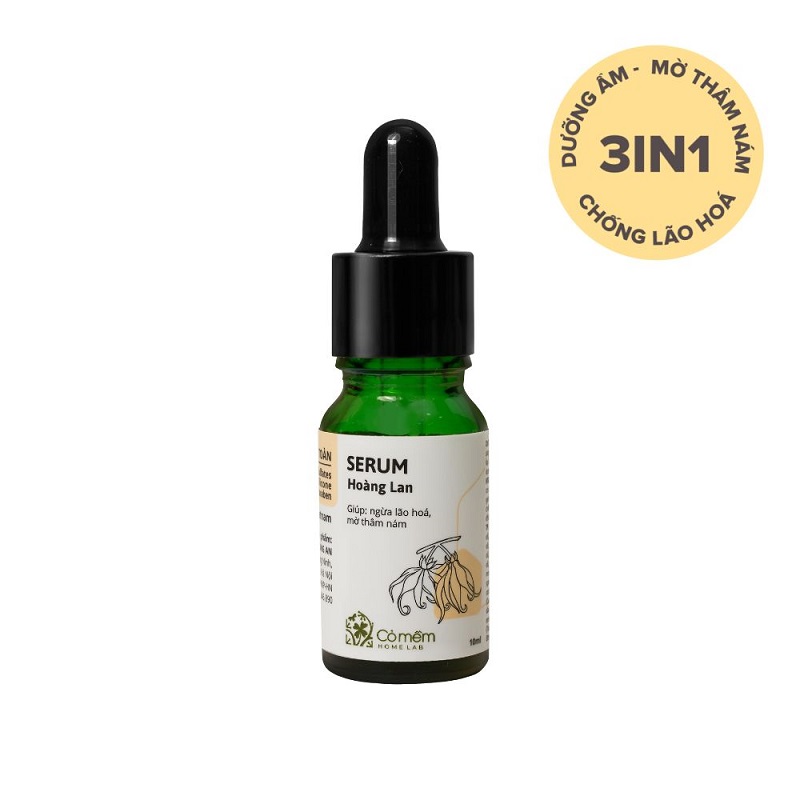 DƯỠNG ẨM - MỜ THÂM NÁM
3IN1
CHỐNG LÃO HOÁ
SERUM
Hoàng Lan
Giúp: ngừa lão hoá,
mờ thâm nám
Cỏ mềm
HOME LAB
10ml